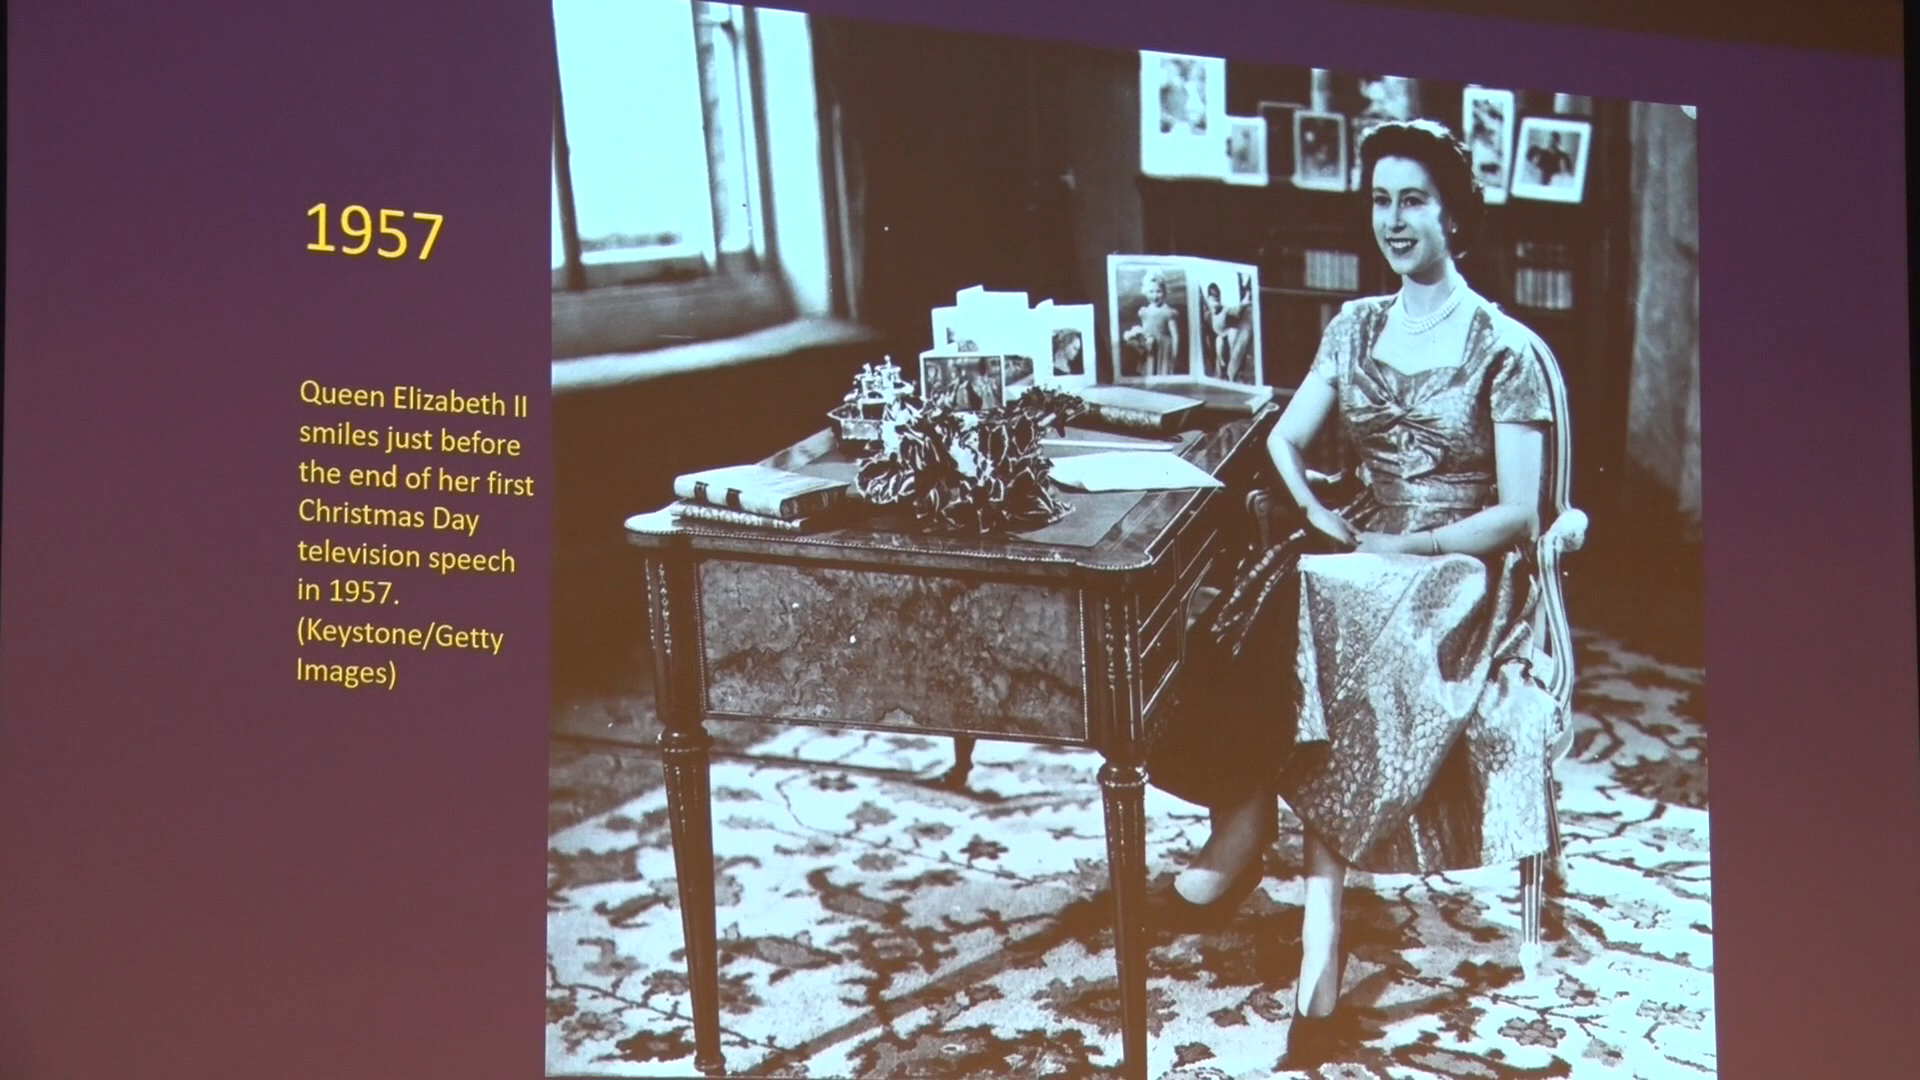 1957
Queen Elizabeth II
smiles just before
the end of her first
Christmas Day
television speech
in 1957.
(Keystone/Getty
Images)